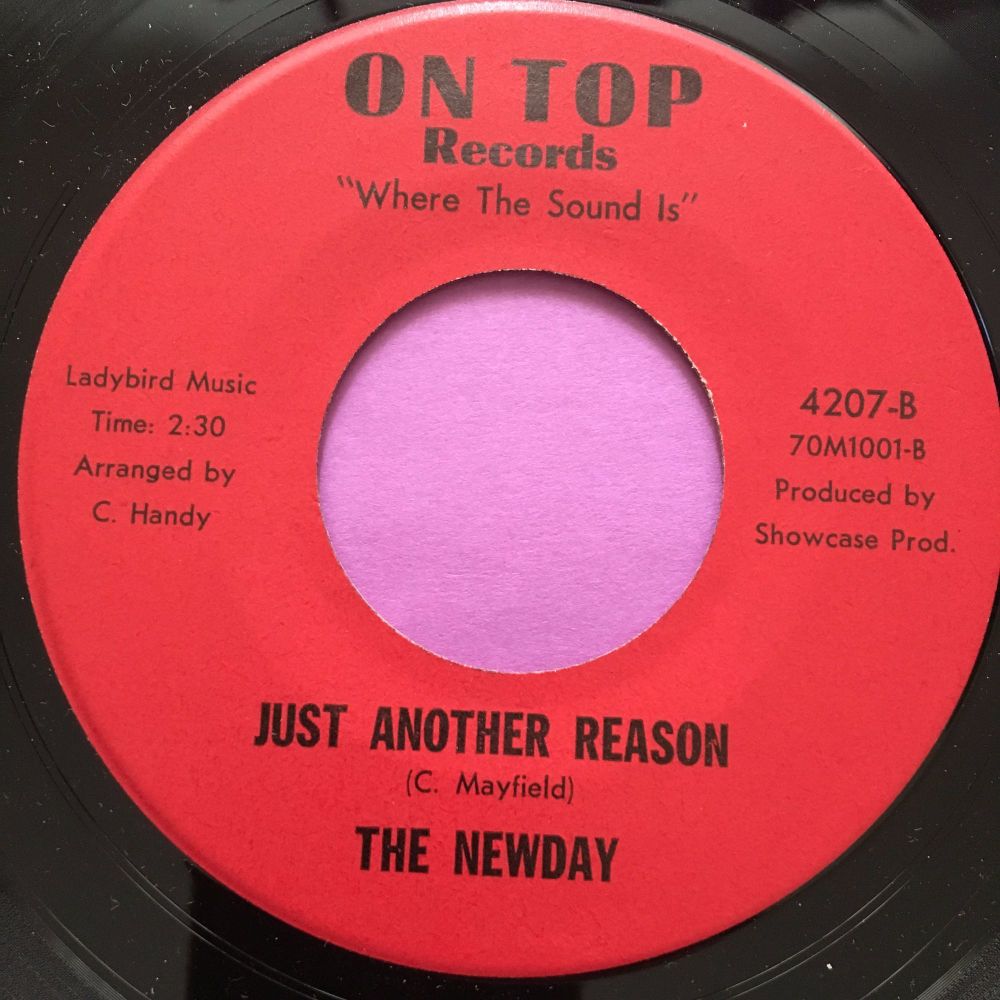 ON TOP
Records
"Where The Sound Is"
Ladybird Music
Time: 2:30
Arranged by
C. Handy
4207-B
70M1001-B
Produced by
Showcase Prod.
JUST ANOTHER REASON
(C. Mayfield)
THE NEWDAY